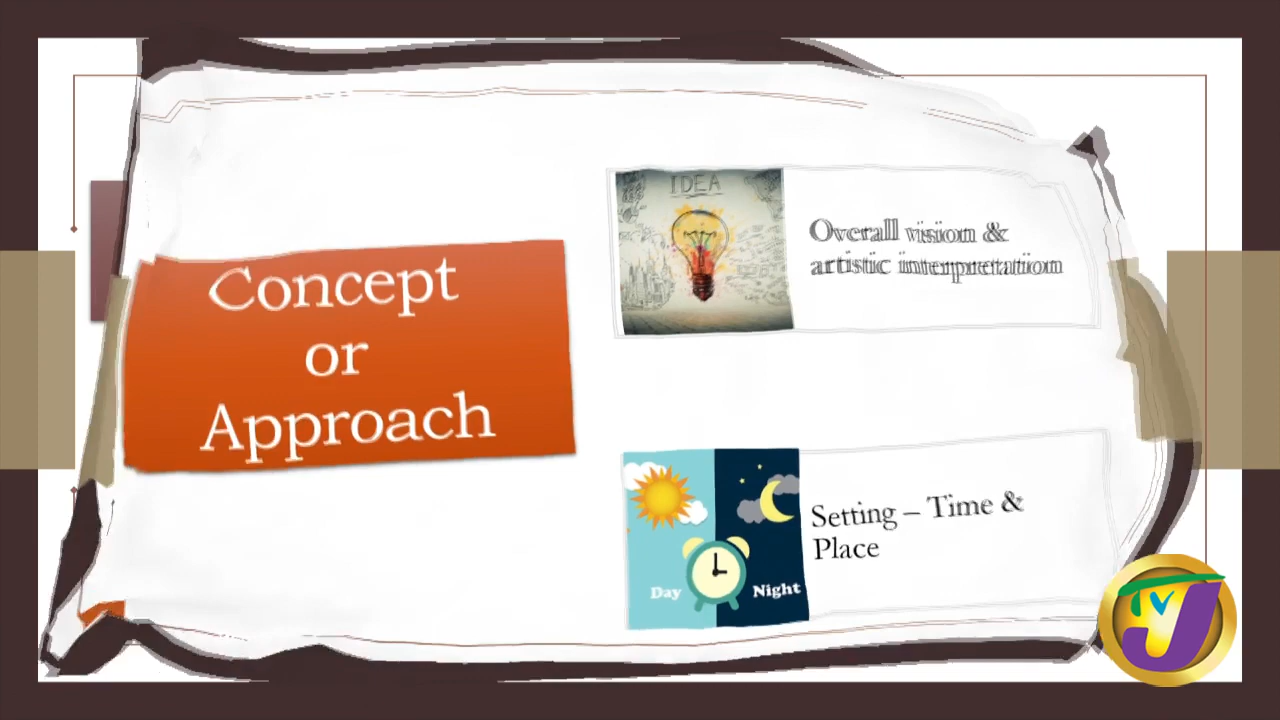 Concept
or
Approach
IDEA
Overall vision &
artistic interpretation
Setting – Time &
Place
Day
Night
TVJ